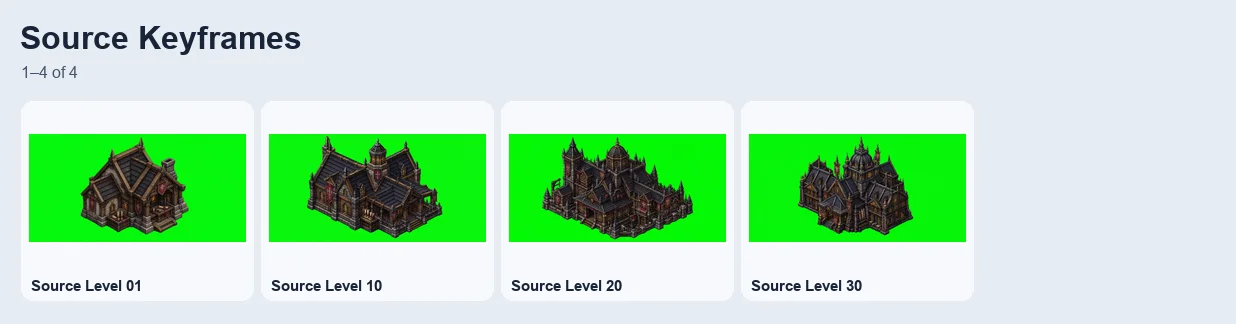 Source Keyframes
1–4 of 4
Source Level 01
Source Level 10
Source Level 20
Source Level 30